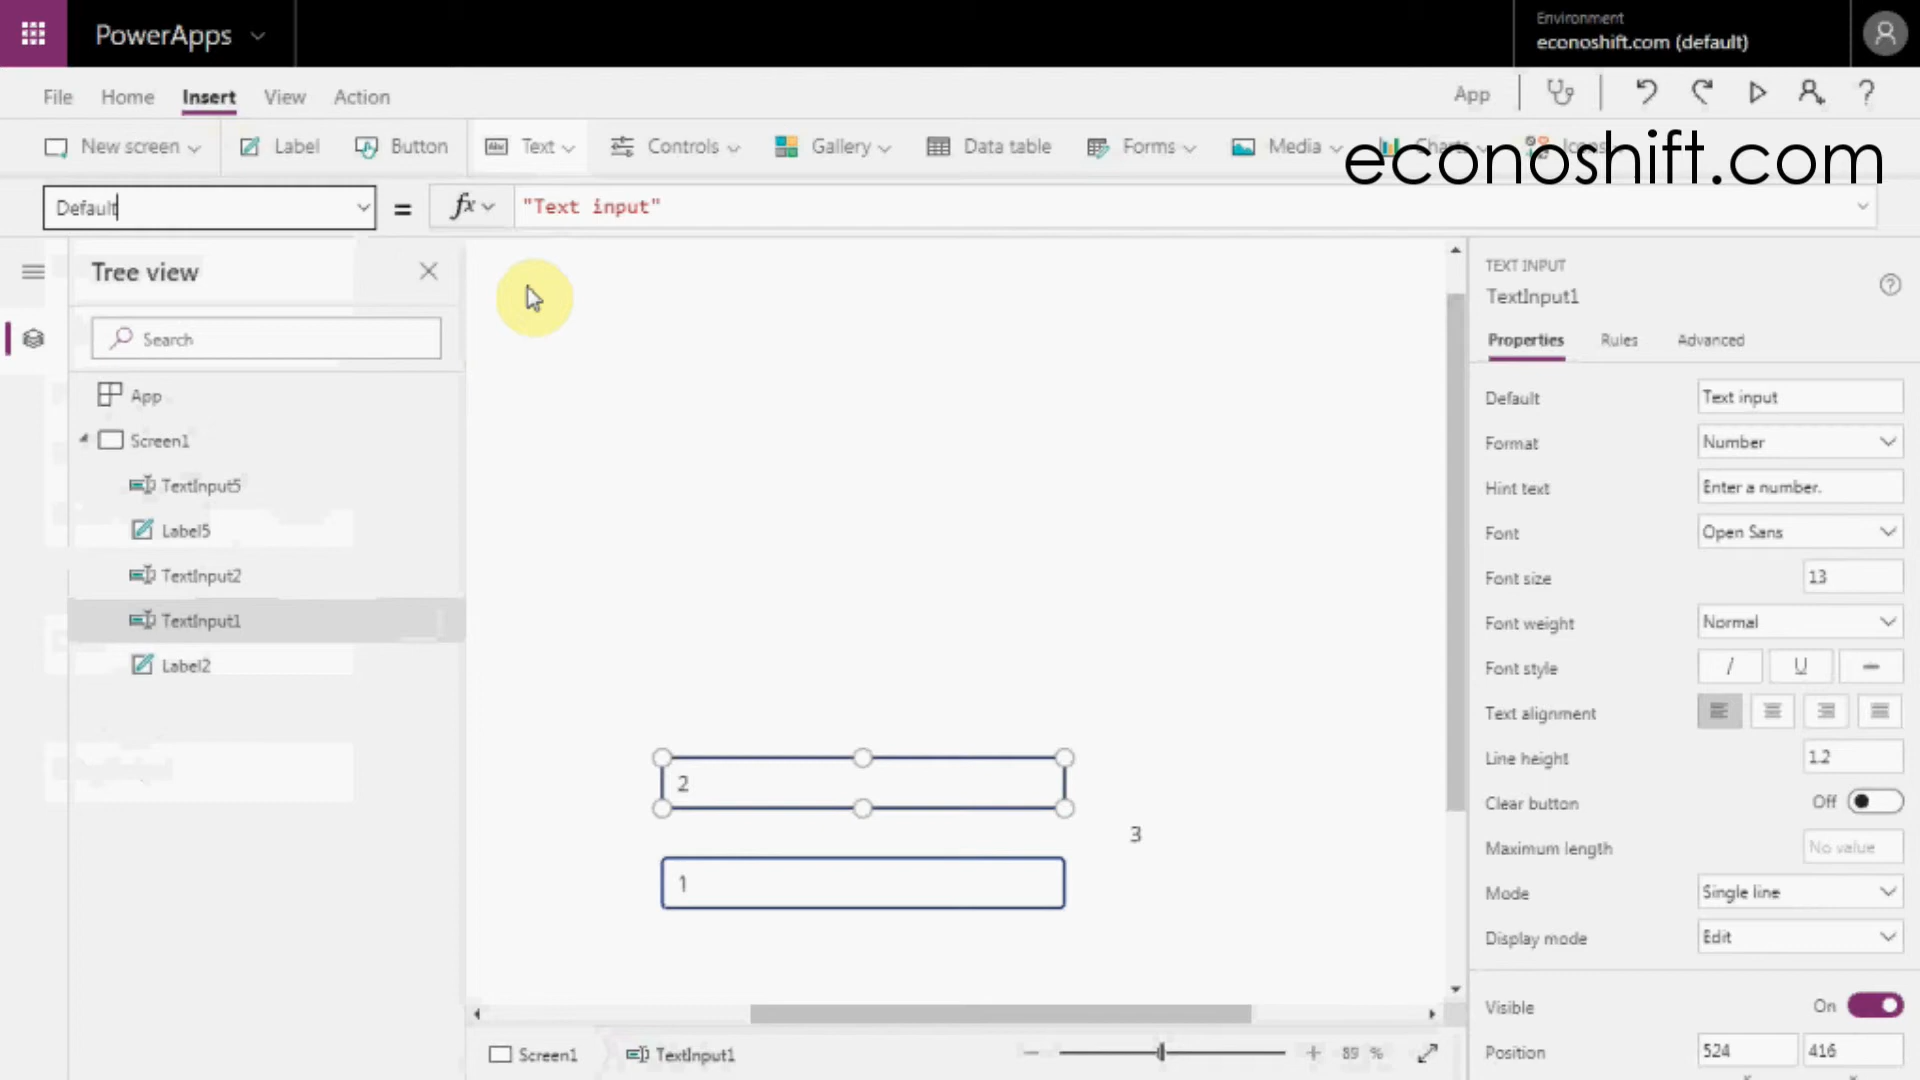 PowerApps
Environment
econoshift.com (default)
File Home Insert View Action
App
New screen Label Button Text Controls Gallery Data table Forms Media Charts Icons
econoshift.com
Default = fx "Text input"
Tree view
Search
App
Screen1
TextInput5
Label5
TextInput2
TextInput1
Label2
2
3
1
TEXT INPUT
TextInput1
Properties Rules Advanced
Default Text input
Format Number
Hint text Enter a number.
Font Open Sans
Font size 13
Font weight Normal
Font style / U
Text alignment
Line height 1.2
Clear button Off
Maximum length No value
Mode Single line
Display mode Edit
Visible On
Position 524 416
Screen1 TextInput1
89 %